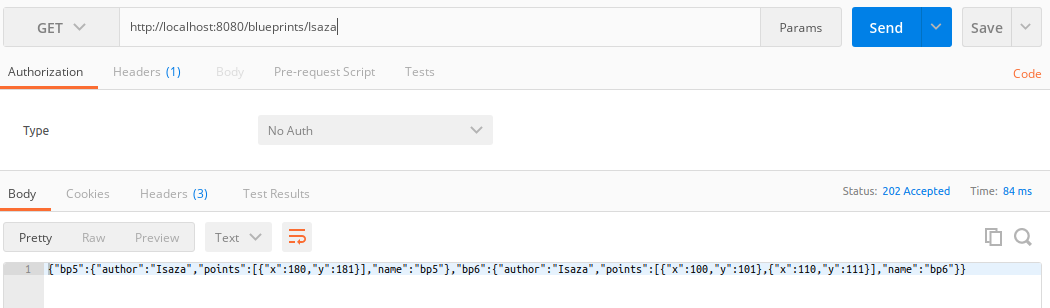 GET http://localhost:8080/blueprints/Isaza Params Send Save
Authorization Headers (1) Body Pre-request Script Tests Code
Type No Auth
Body Cookies Headers (3) Test Results Status: 202 Accepted Time: 84 ms
Pretty Raw Preview Text
1 {"bp5":{"author":"Isaza","points":[{"x":180,"y":181}],"name":"bp5"},"bp6":{"author":"Isaza","points":[{"x":100,"y":101},{"x":110,"y":111}],"name":"bp6"}}